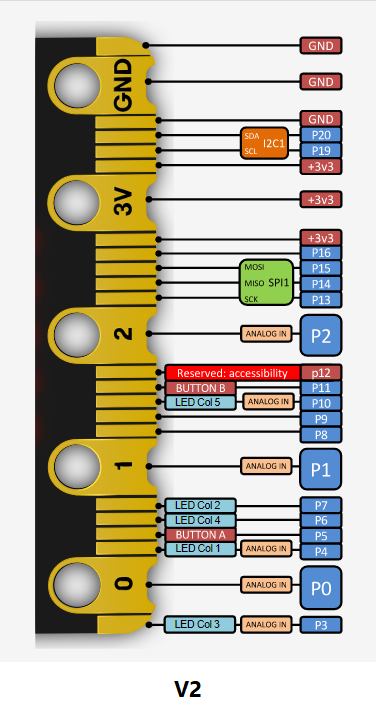 GND
GND
GND
GND
SDA I2C1 P20
SCL P19
+3v3
3V +3v3
+3v3
P16
MOSI P15
MISO SPI1 P14
SCK P13
2 ANALOG IN P2
Reserved: accessibility p12
BUTTON B P11
LED Col 5 ANALOG IN P10
P9
P8
1 ANALOG IN P1
LED Col 2 P7
LED Col 4 P6
BUTTON A P5
LED Col 1 ANALOG IN P4
0 ANALOG IN P0
LED Col 3 ANALOG IN P3
V2